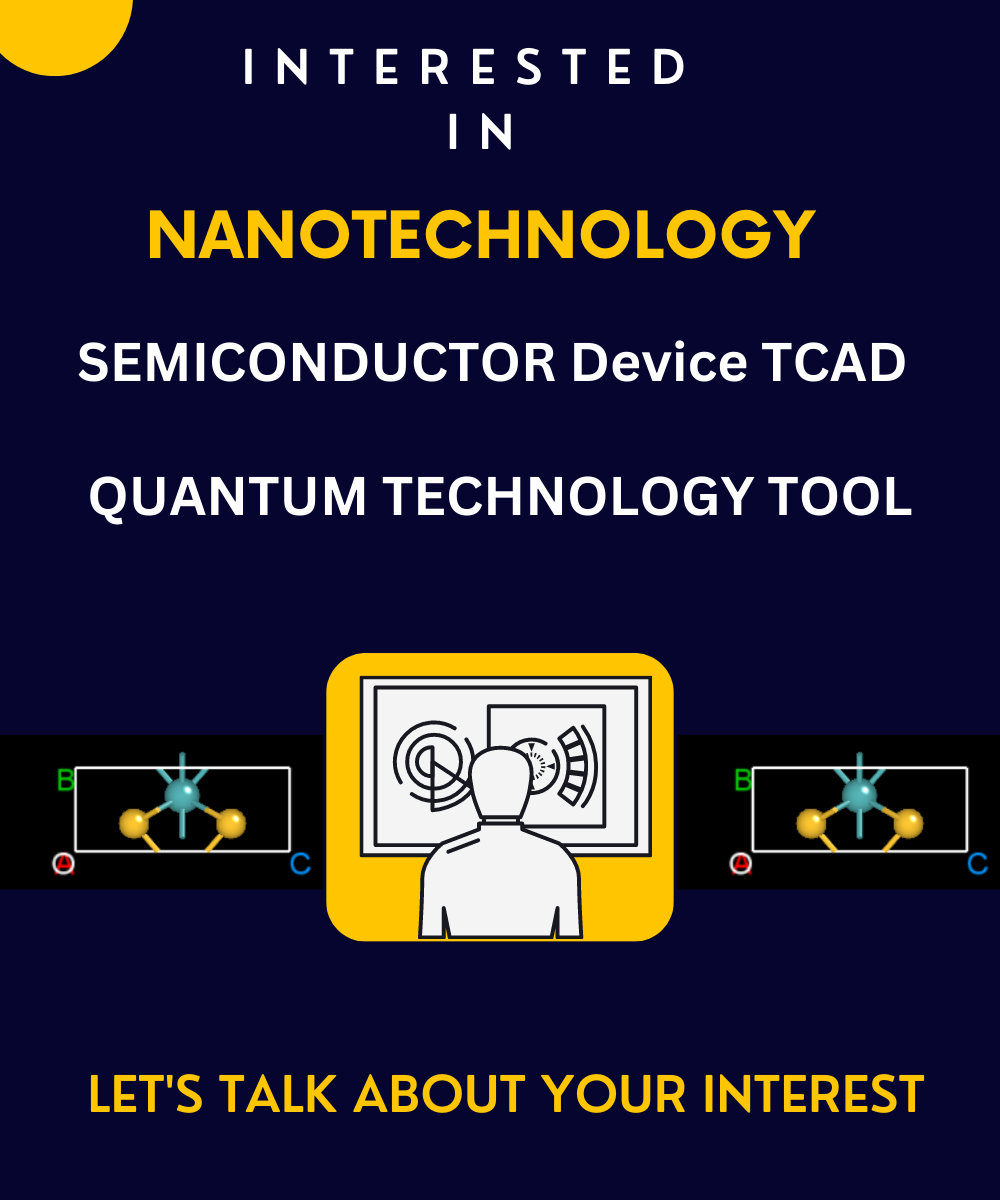 INTERESTED
IN
NANOTECHNOLOGY
SEMICONDUCTOR Device TCAD
QUANTUM TECHNOLOGY TOOL
B
C
B
C
LET'S TALK ABOUT YOUR INTEREST